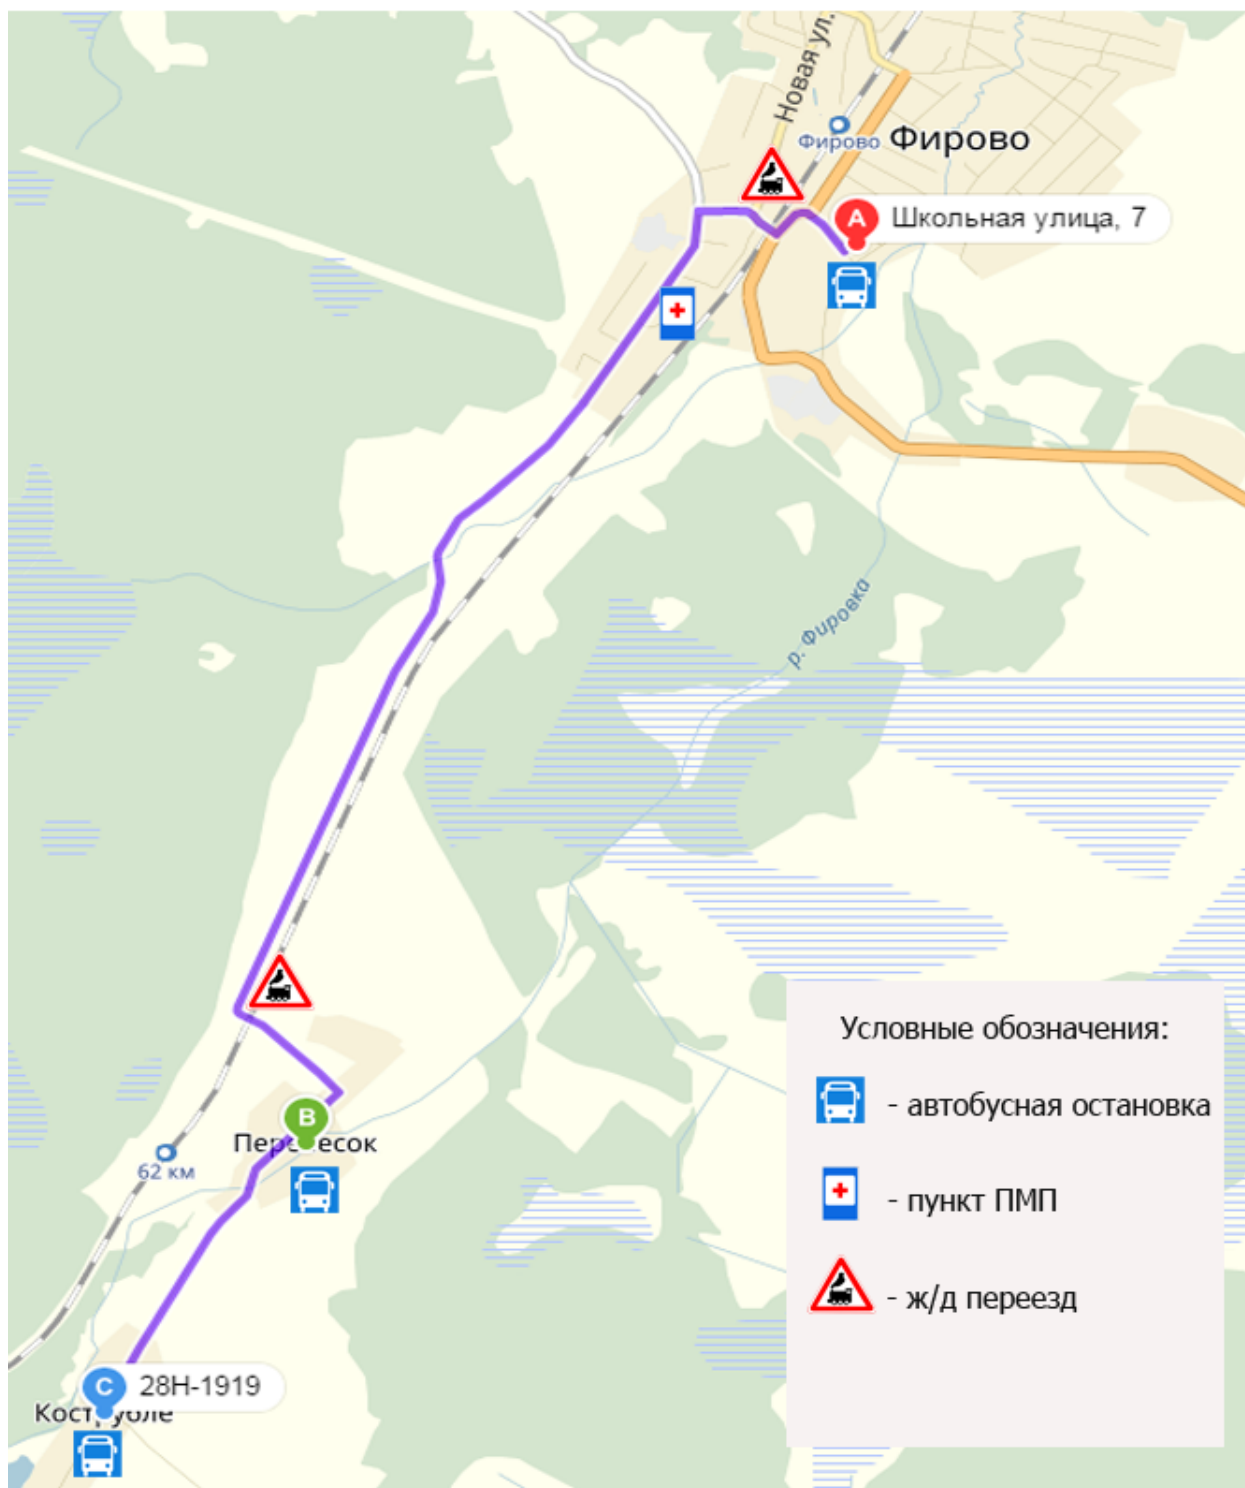 Новая ул.
Фирово
Фирово
A
Школьная улица, 7
р. Фировка
Условные обозначения:
- автобусная остановка
- пункт ПМП
- ж/д переезд
B
62 км
C
28Н-1919